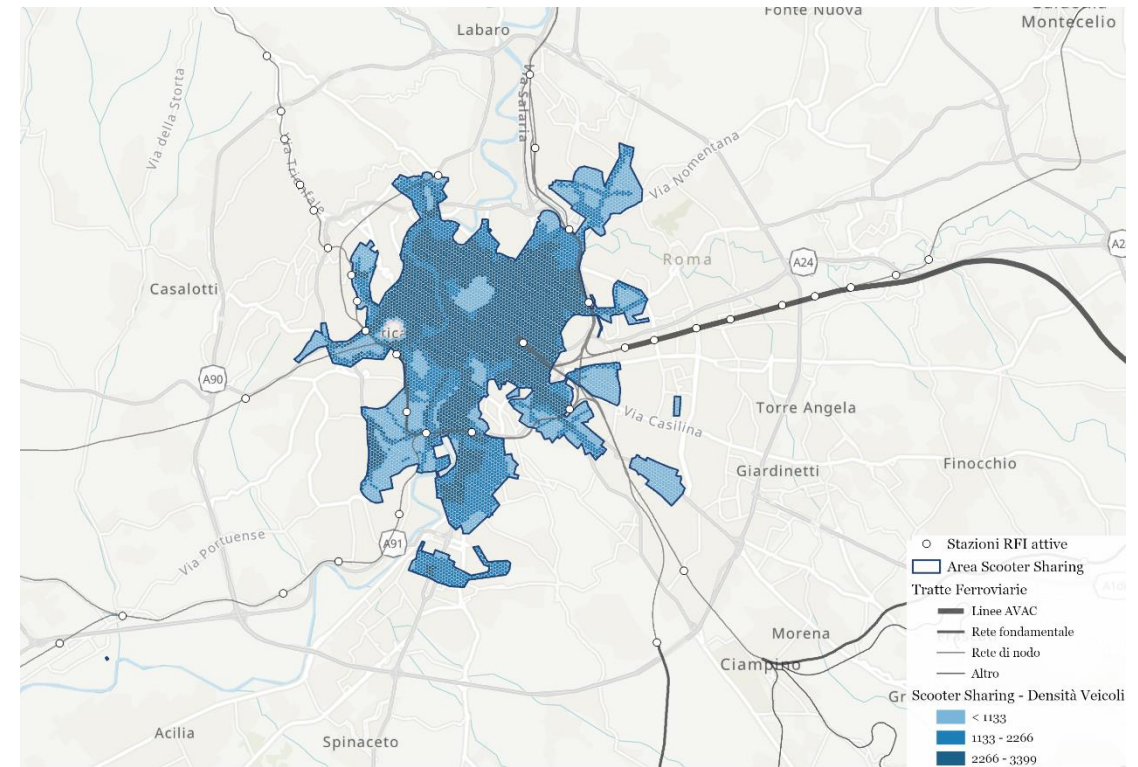 Fonte Nuova
Montecelio
Labaro
Via della Storta
Via Salaria
Via Trionfale
Via Nomentana
Roma
A24
Casalotti
A90
Via Casilina
Torre Angela
Giardinetti
Finocchio
Via Portuense
A91
Morena
Ciampino
Acilia
Spinaceto
Stazioni RFI attive
Area Scooter Sharing
Tratte Ferroviarie
Linee AVAC
Rete fondamentale
Rete di nodo
Altro
Scooter Sharing - Densità Veicoli
< 1133
1133 - 2266
2266 - 3399